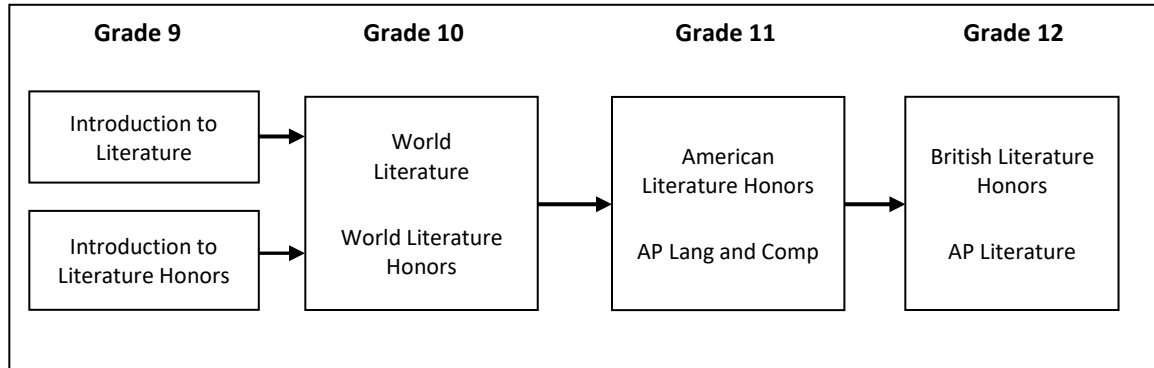 Grade 9
Grade 10
Grade 11
Grade 12
Introduction to
Literature
Introduction to
Literature Honors
World
Literature
World Literature
Honors
American
Literature Honors
AP Lang and Comp
British Literature
Honors
AP Literature